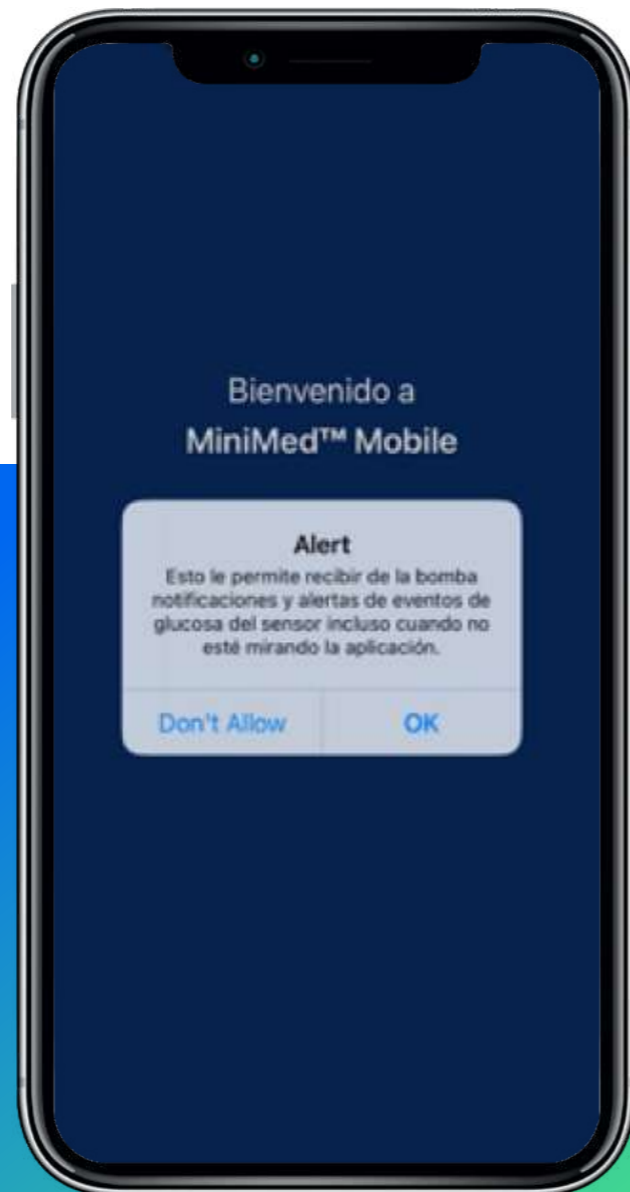 Bienvenido a
MiniMed™ Mobile
Alert
Esto le permite recibir de la bomba
notificaciones y alertas de eventos de
glucosa del sensor incluso cuando no
esté mirando la aplicación.
Don't Allow
OK